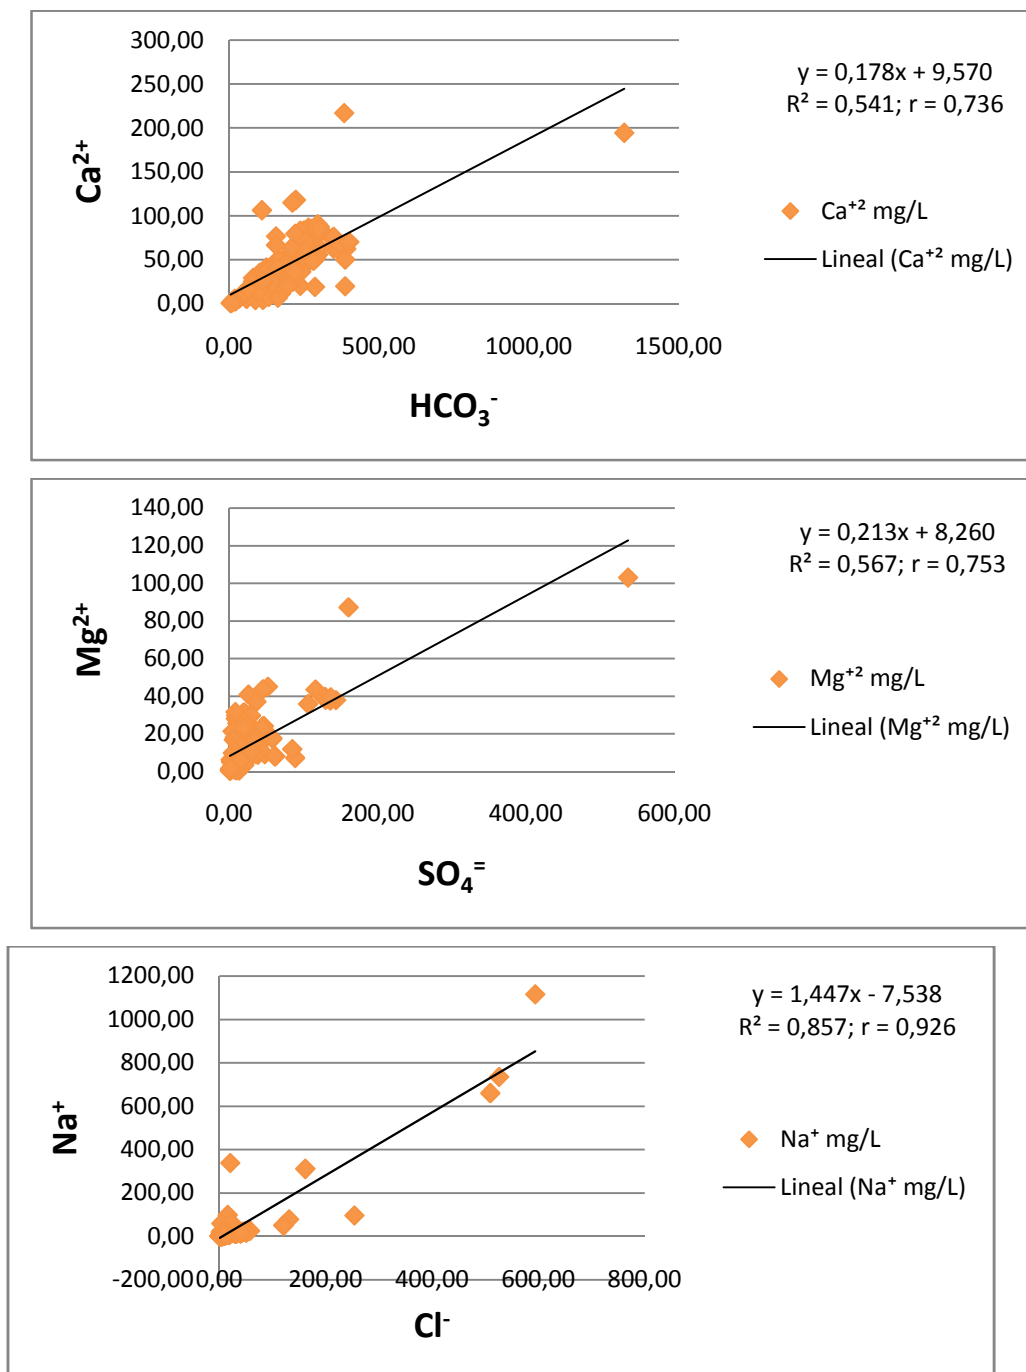 300,00
250,00
200,00
150,00
100,00
50,00
0,00
0,00 500,00 1000,00 1500,00
Ca²⁺
HCO₃⁻
y = 0,178x + 9,570
R² = 0,541; r = 0,736
Ca⁺² mg/L
Lineal (Ca⁺² mg/L)
140,00
120,00
100,00
80,00
60,00
40,00
20,00
0,00
0,00 200,00 400,00 600,00
Mg²⁺
SO₄⁼
y = 0,213x + 8,260
R² = 0,567; r = 0,753
Mg⁺² mg/L
Lineal (Mg⁺² mg/L)
1200,00
1000,00
800,00
600,00
400,00
200,00
0,00
-200,00
0,00 200,00 400,00 600,00 800,00
Na⁺
Cl⁻
y = 1,447x - 7,538
R² = 0,857; r = 0,926
Na⁺ mg/L
Lineal (Na⁺ mg/L)